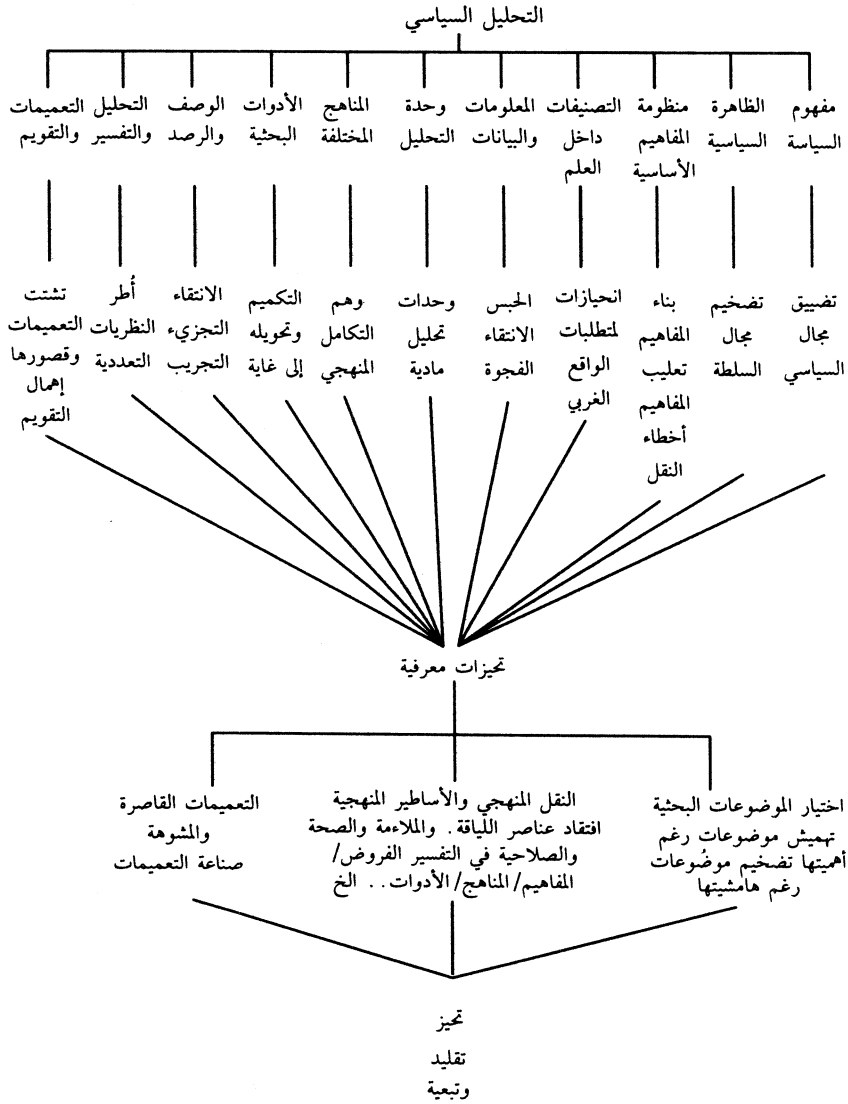 التحليل السياسي
مفهوم
السياسة
الظاهرة
السياسية
منظومة
المفاهيم
الأساسية
التصنيفات
داخل
العلم
المعلومات
والبيانات
وحدة
التحليل
المناهج
المختلفة
الأدوات
البحثية
الوصف
والرصد
التحليل
والتفسير
التعميمات
والتقويم
تضييق
مجال
السياسي
تضخيم
مجال
السلطة
بناء
المفاهيم
تعليب
المفاهيم
أخطاء
النقل
انحيازات
لمتطلبات
الواقع
الغربي
الحبس
الانتقاء
الفجوة
وحدات
تحليل
مادية
وهم
التكامل
المنهجي
التكميم
وتحويله
إلى غاية
الانتقاء
التجزيء
التجريب
أُطر
النظريات
التعددية
تشتت
التعميمات
وقصورها
إهمال
التقويم
تحيزات معرفية
اختيار الموضوعات البحثية
تهميش موضوعات رغم
أهميتها تضخيم موضُوعات
رغم هامشيتها
النقل المنهجي والأساطير المنهجية
افتقاد عناصر اللياقة. والملاءمة والصحة
والصلاحية في التفسير الفروض/
المفاهيم/المناهج/الأدوات.. الخ
التعميمات القاصرة
والمشوهة
صناعة التعميمات
تحيز
تقليد
وتبعية